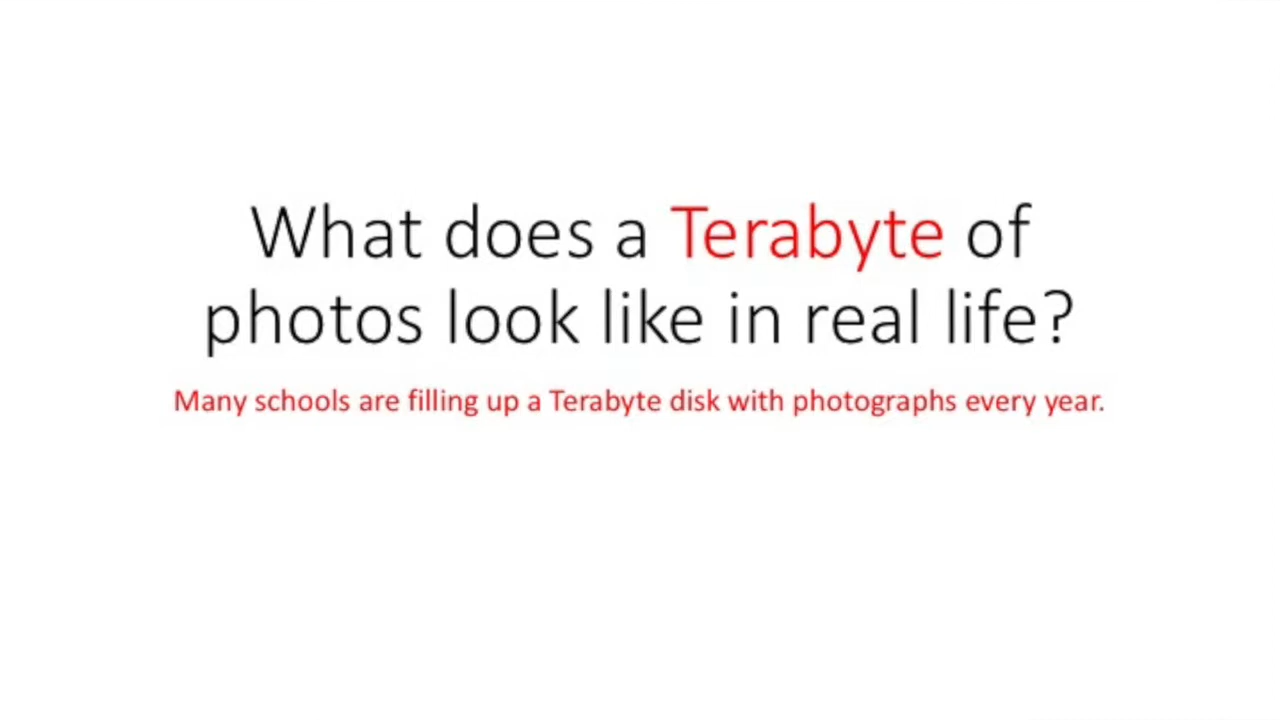 What does a Terabyte of
photos look like in real life?
Many schools are filling up a Terabyte disk with photographs every year.